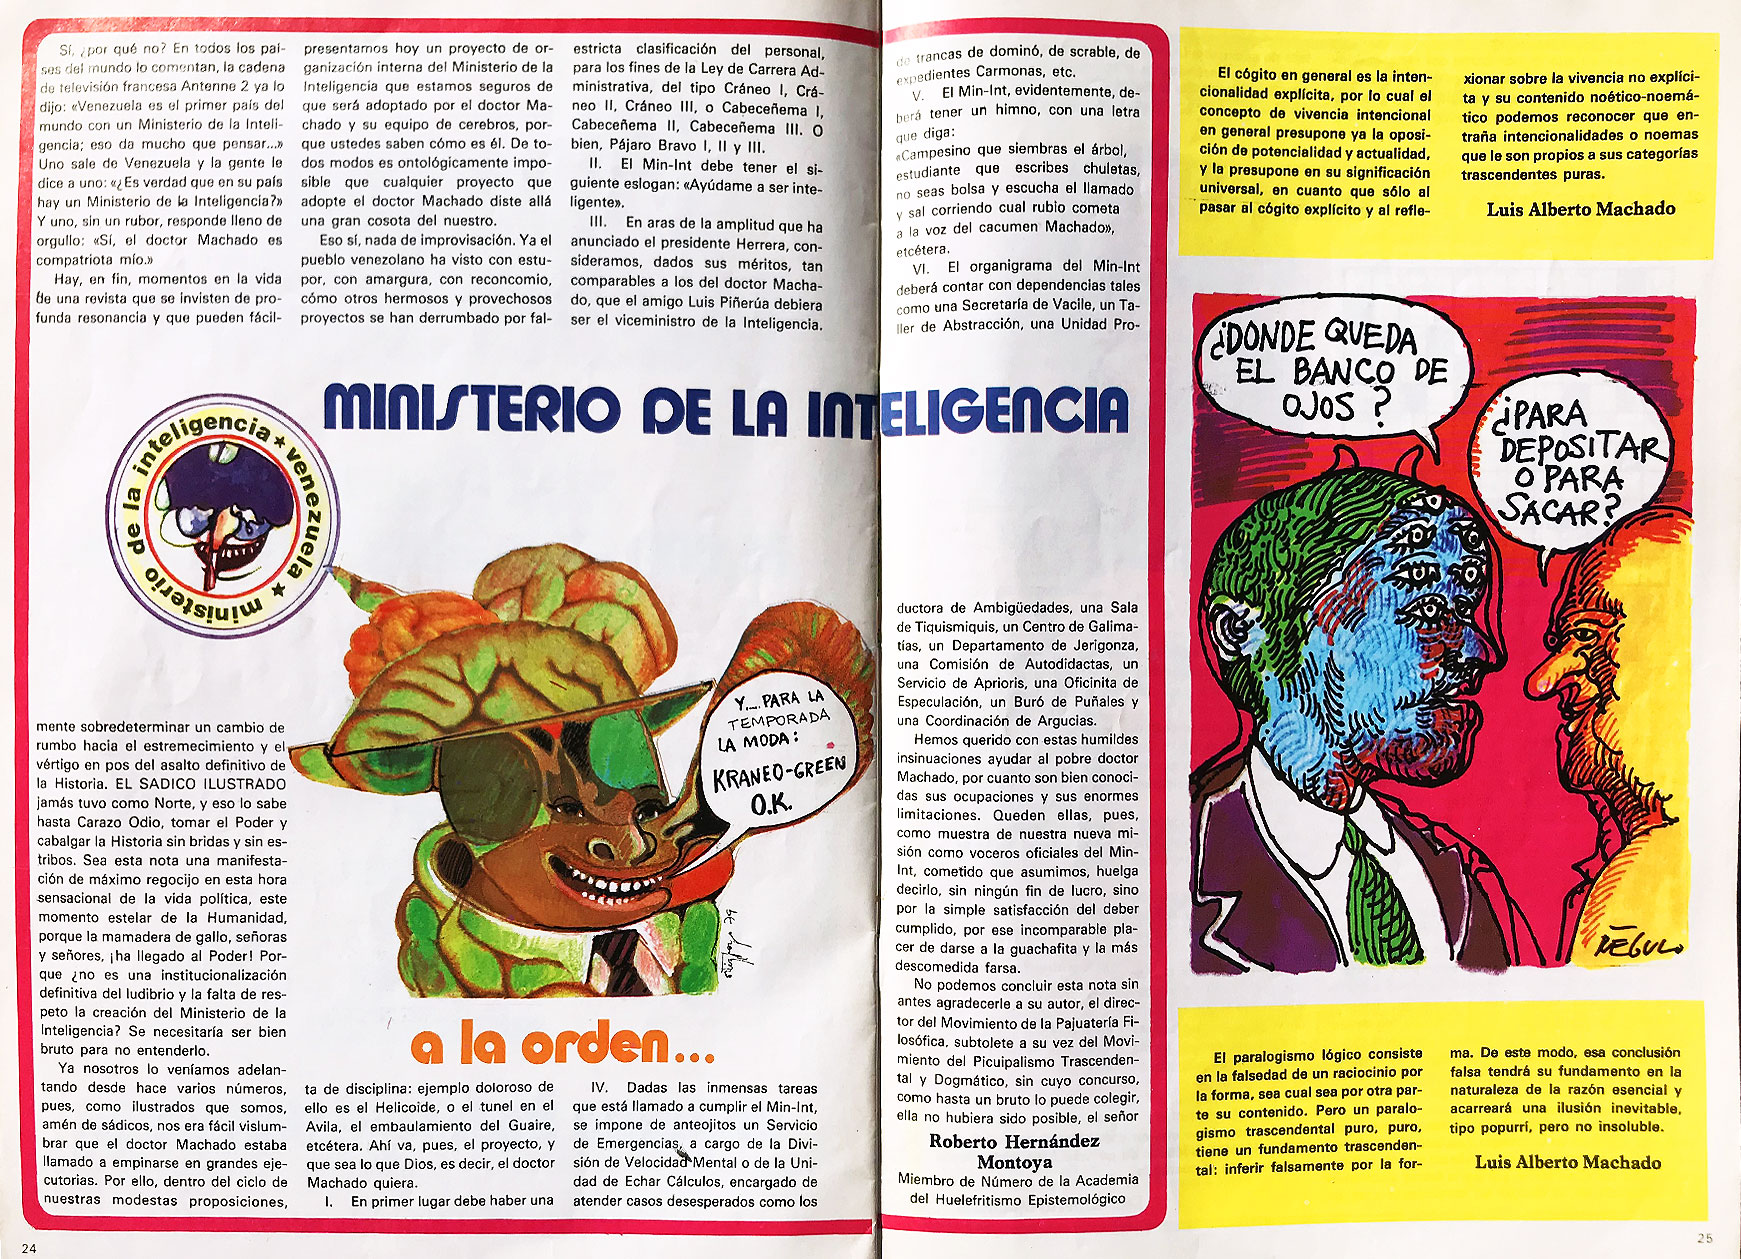 Sí, ¿por qué no? En todos los paí-
ses del mundo lo comentan, la cadena
de televisión francesa Antenne 2 ya lo
dijo: «Venezuela es el primer país del
mundo con un Ministerio de la Inteli-
gencia; eso da mucho que pensar...»
Uno sale de Venezuela y la gente le
dice a uno: «¿Es verdad que en su país
hay un Ministerio de la Inteligencia?»
Y uno, sin un rubor, responde lleno de
orgullo: «Sí, el doctor Machado es
compatriota mío.»
Hay, en fin, momentos en la vida
de una revista que se invisten de pro-
funda resonancia y que pueden fácil-
mente sobredeterminar un cambio de
rumbo hacia el estremecimiento y el
vértigo en pos del asalto definitivo de
la Historia. EL SADICO ILUSTRADO
jamás tuvo como Norte, y eso lo sabe
hasta Carazo Odio, tomar el Poder y
cabalgar la Historia sin bridas y sin es-
tribos. Sea esta nota una manifesta-
ción de máximo regocijo en esta hora
sensacional de la vida política, este
momento estelar de la Humanidad,
porque la mamadera de gallo, señoras
y señores, ¡ha llegado al Poder! Por-
que ¿no es una institucionalización
definitiva del ludibrio y la falta de res-
peto la creación del Ministerio de la
Inteligencia? Se necesitaría ser bien
bruto para no entenderlo.
Ya nosotros lo veníamos adelan-
tando desde hace varios números,
pues, como ilustrados que somos,
amén de sádicos, nos era fácil vislum-
brar que el doctor Machado estaba
llamado a empinarse en grandes eje-
cutorias. Por ello, dentro del ciclo de
nuestras modestas proposiciones,
presentamos hoy un proyecto de or-
ganización interna del Ministerio de la
Inteligencia que estamos seguros de
que será adoptado por el doctor Ma-
chado y su equipo de cerebros, por-
que ustedes saben cómo es él. De to-
dos modos es ontológicamente impo-
sible que cualquier proyecto que
adopte el doctor Machado diste allá
una gran cosota del nuestro.
Eso sí, nada de improvisación. Ya el
pueblo venezolano ha visto con estu-
por, con amargura, con reconcomio,
cómo otros hermosos y provechosos
proyectos se han derrumbado por fal-
ta de disciplina: ejemplo doloroso de
ello es el Helicoide, o el tunel en el
Avila, el embaulamiento del Guaire,
etcétera. Ahí va, pues, el proyecto, y
que sea lo que Dios, es decir, el doctor
Machado quiera.
I. En primer lugar debe haber una
estricta clasificación del personal,
para los fines de la Ley de Carrera Ad-
ministrativa, del tipo Cráneo I, Crá-
neo II, Cráneo III, o Cabeceñema I,
Cabeceñema II, Cabeceñema III. O
bien, Pájaro Bravo I, II y III.
II. El Min-Int debe tener el si-
guiente eslogan: «Ayúdame a ser inte-
ligente».
III. En aras de la amplitud que ha
anunciado el presidente Herrera, con-
sideramos, dados sus méritos, tan
comparables a los del doctor Macha-
do, que el amigo Luis Piñerúa debiera
ser el viceministro de la Inteligencia.
IV. Dadas las inmensas tareas
que está llamado a cumplir el Min-Int,
se impone de anteojitos un Servicio
de Emergencias, a cargo de la Divi-
sión de Velocidad Mental o de la Uni-
dad de Echar Cálculos, encargado de
atender casos desesperados como los
de trancas de dominó, de scrable, de
expedientes Carmonas, etc.
V. El Min-Int, evidentemente, de-
berá tener un himno, con una letra
que diga:
«Campesino que siembras el árbol,
estudiante que escribes chuletas,
no seas bolsa y escucha el llamado
y sal corriendo cual rubio cometa
a la voz del cacumen Machado»,
etcétera.
VI. El organigrama del Min-Int
deberá contar con dependencias tales
como una Secretaría de Vacile, un Ta-
ller de Abstracción, una Unidad Pro-
ductora de Ambigüedades, una Sala
de Tiquismiquis, un Centro de Galima-
tías, un Departamento de Jerigonza,
una Comisión de Autodidactas, un
Servicio de Aprioris, una Oficinita de
Especulación, un Buró de Puñales y
una Coordinación de Argucias.
Hemos querido con estas humildes
insinuaciones ayudar al pobre doctor
Machado, por cuanto son bien conoci-
das sus ocupaciones y sus enormes
limitaciones. Queden ellas, pues,
como muestra de nuestra nueva mi-
sión como voceros oficiales del Min-
Int, cometido que asumimos, huelga
decirlo, sin ningún fin de lucro, sino
por la simple satisfacción del deber
cumplido, por ese incomparable pla-
cer de darse a la guachafita y la más
descomedida farsa.
No podemos concluir esta nota sin
antes agradecerle a su autor, el direc-
tor del Movimiento de la Pajuatería Fi-
losófica, subtolete a su vez del Movi-
miento del Picuipalismo Trascenden-
tal y Dogmático, sin cuyo concurso,
como hasta un bruto lo puede colegir,
ella no hubiera sido posible, el señor
Roberto Hernández
Montoya
Miembro de Número de la Academia
del Huelefritismo Epistemológico
MINISTERIO DE LA INTELIGENCIA
ministerio de la inteligencia ★ venezuela ★
Y.... PARA LA
TEMPORADA
LA MODA:
KRANEO-GREEN
O.K.
79
a la orden...
24
El cógito en general es la inten-
cionalidad explícita, por lo cual el
concepto de vivencia intencional
en general presupone ya la oposi-
ción de potencialidad y actualidad,
y la presupone en su significación
universal, en cuanto que sólo al
pasar al cógito explícito y al refle-
xionar sobre la vivencia no explíci-
ta y su contenido noético-noemá-
tico podemos reconocer que en-
traña intencionalidades o noemas
que le son propios a sus categorías
trascendentes puras.
Luis Alberto Machado
¿DONDE QUEDA
EL BANCO DE
OJOS?
¿PARA
DEPOSITAR
O PARA
SACAR?
RÉGULO
El paralogismo lógico consiste
en la falsedad de un raciocinio por
la forma, sea cual sea por otra par-
te su contenido. Pero un paralo-
gismo trascendental puro, puro,
tiene un fundamento trascenden-
tal: inferir falsamente por la for-
ma. De este modo, esa conclusión
falsa tendrá su fundamento en la
naturaleza de la razón esencial y
acarreará una ilusión inevitable,
tipo popurrí, pero no insoluble.
Luis Alberto Machado
25